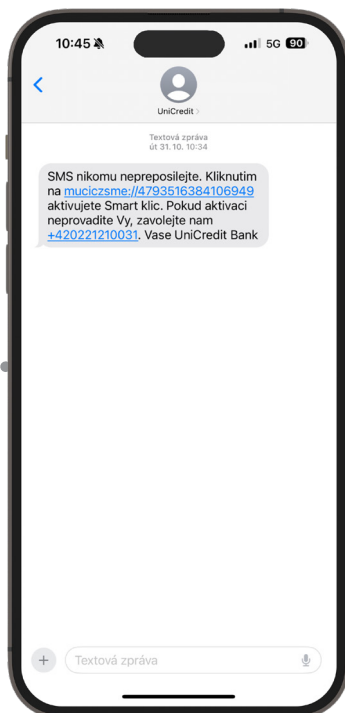 10:45
5G 90
UniCredit
Textová zpráva
út 31. 10. 10:34
SMS nikomu nepreposilejte. Kliknutim
na muciczsme://4793516384106949
aktivujete Smart klic. Pokud aktivaci
neprovadite Vy, zavolejte nam
+420221210031. Vase UniCredit Bank
Textová zpráva